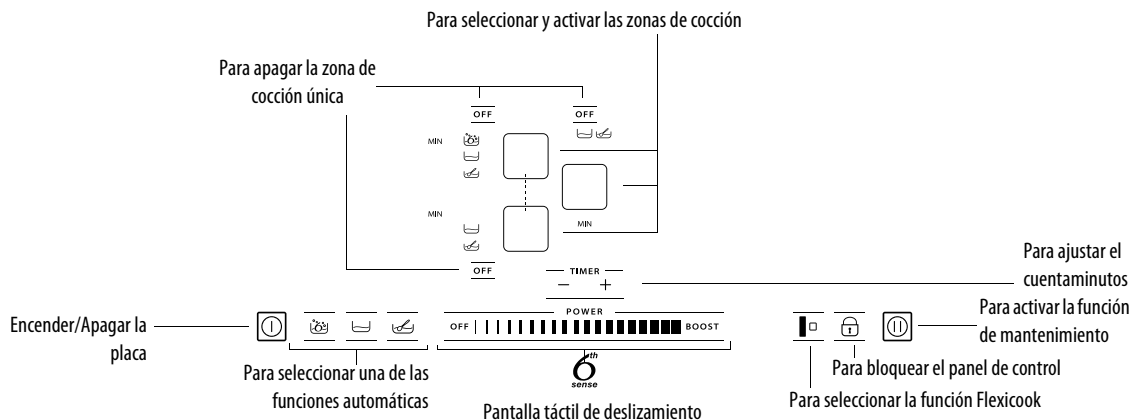 Para seleccionar y activar las zonas de cocción
Para apagar la zona de
cocción única
OFF
OFF
MIN
MIN
MIN
OFF
TIMER
− +
Para ajustar el
cuentaminutos
Encender/Apagar la
placa
POWER
OFF
BOOST
Para activar la función
de mantenimiento
Para seleccionar una de las
funciones automáticas
6th
sense
Pantalla táctil de deslizamiento
Para bloquear el panel de control
Para seleccionar la función Flexicook